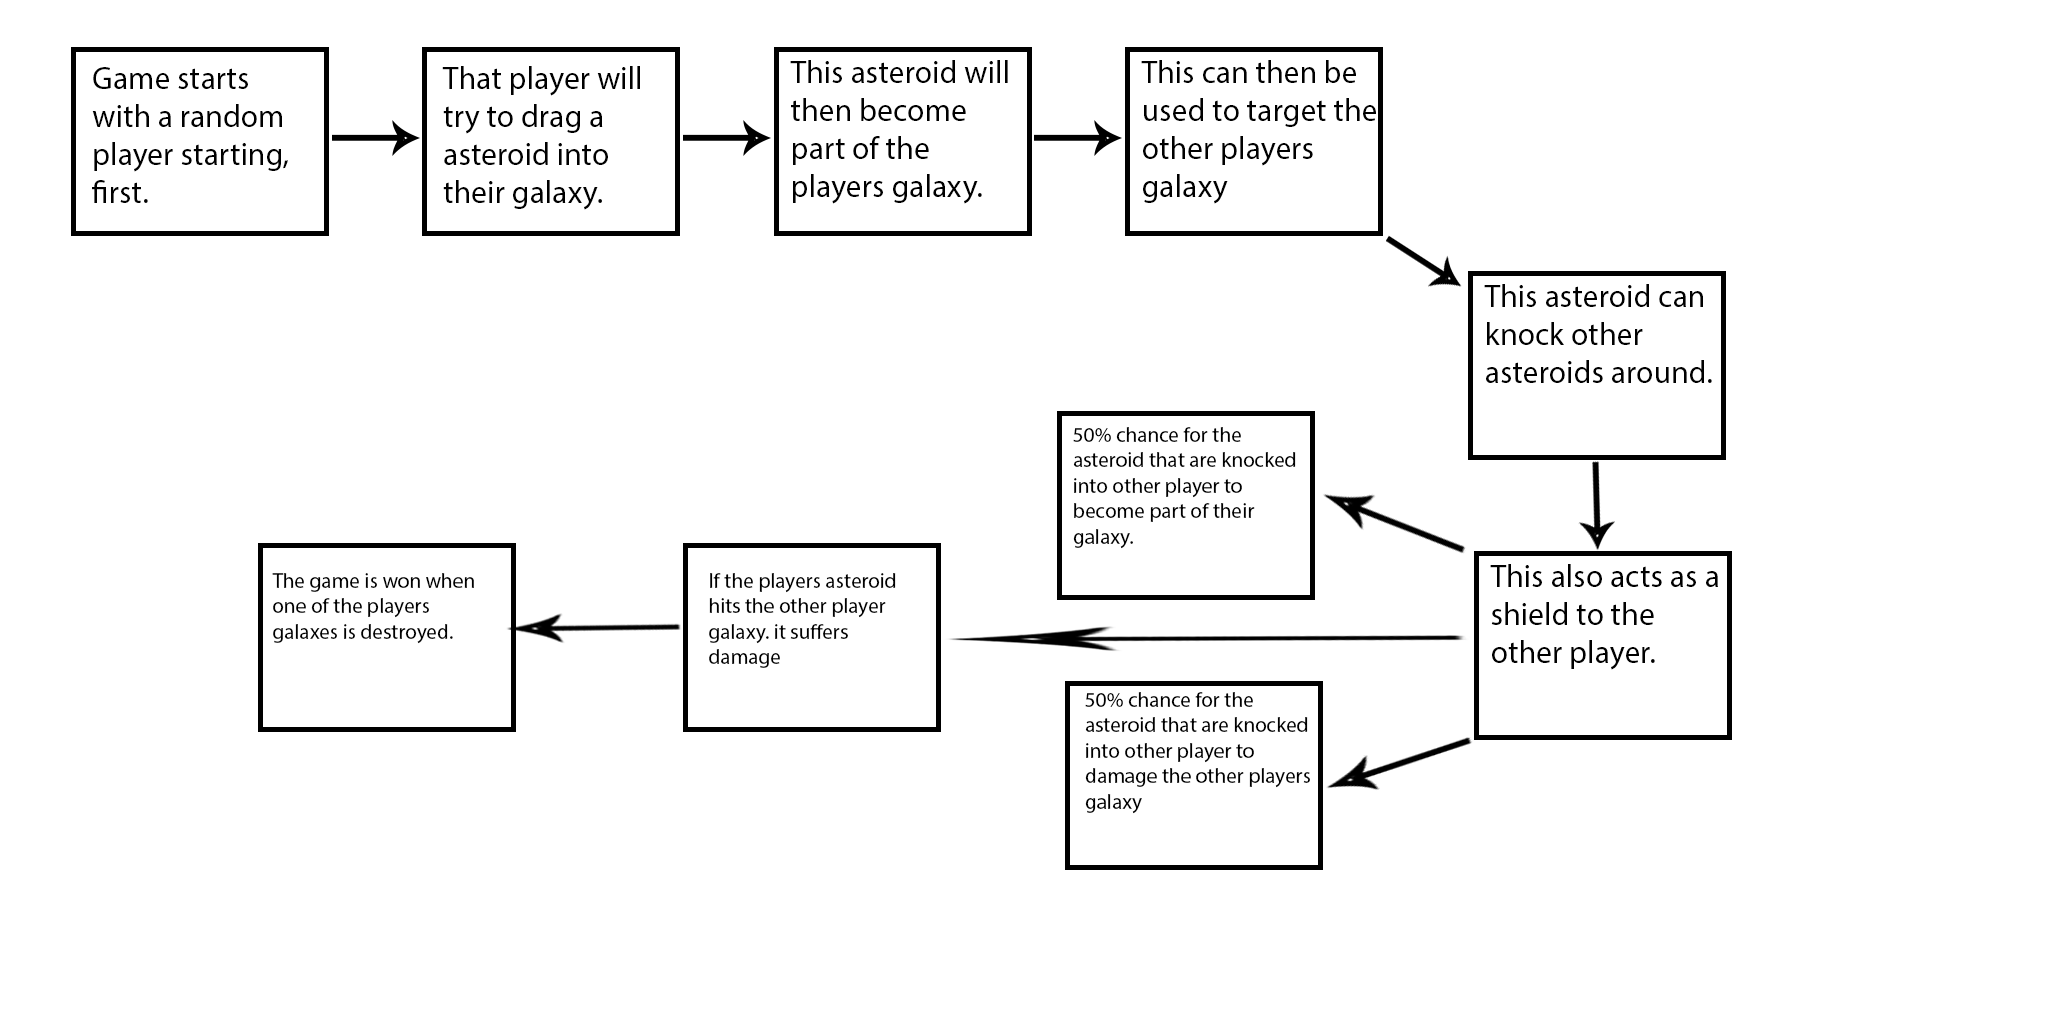 Game starts
with a random
player starting,
first.
That player will
try to drag a
asteroid into
their galaxy.
This asteroid will
then become
part of the
players galaxy.
This can then be
used to target the
other players
galaxy
This asteroid can
knock other
asteroids around.
This also acts as a
shield to the
other player.
50% chance for the
asteroid that are knocked
into other player to
become part of their
galaxy.
If the players asteroid
hits the other player
galaxy. it suffers
damage
The game is won when
one of the players
galaxes is destroyed.
50% chance for the
asteroid that are knocked
into other player to
damage the other players
galaxy